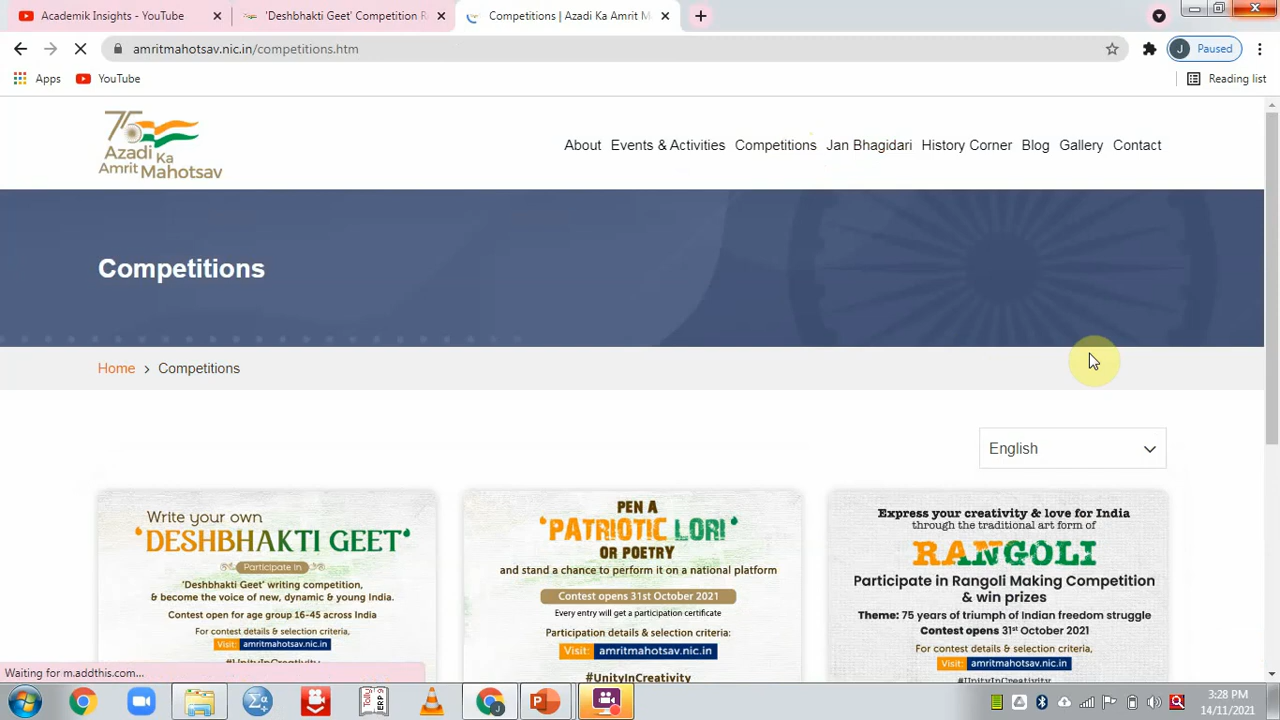 Academik Insights - YouTube
'Deshbhakti Geet' Competition R
Competitions | Azadi Ka Amrit M
amritmahotsav.nic.in/competitions.htm
J Paused
Apps YouTube Reading list
75
Azadi
Ka
Amrit
Mahotsav
About Events & Activities Competitions Jan Bhagidari History Corner Blog Gallery Contact
Competitions
Home > Competitions
English
Write your own
'DESHBHAKTI GEET'
Participate in
'Deshbhakti Geet' writing competition,
& become the voice of new, dynamic & young India.
Contest open for age group 16-45 across India
For contest details & selection criteria,
Visit: amritmahotsav.nic.in
#UnityInCreativity
PEN A
'PATRIOTIC LORI'
OR POETRY
and stand a chance to perform it on a national platform
Contest opens 31st October 2021
Every entry will get a participation certificate
Participation details & selection criteria:
Visit: amritmahotsav.nic.in
#UnityInCreativity
Express your creativity & love for India
through the traditional art form of
RANGOLI
Participate in Rangoli Making Competition
& win prizes
Theme: 75 years of triumph of Indian freedom struggle
Contest opens 31st October 2021
For contest details & selection criteria,
Visit: amritmahotsav.nic.in
#UnityInCreativity
Waiting for m.addthis.com...
3:28 PM
14/11/2021